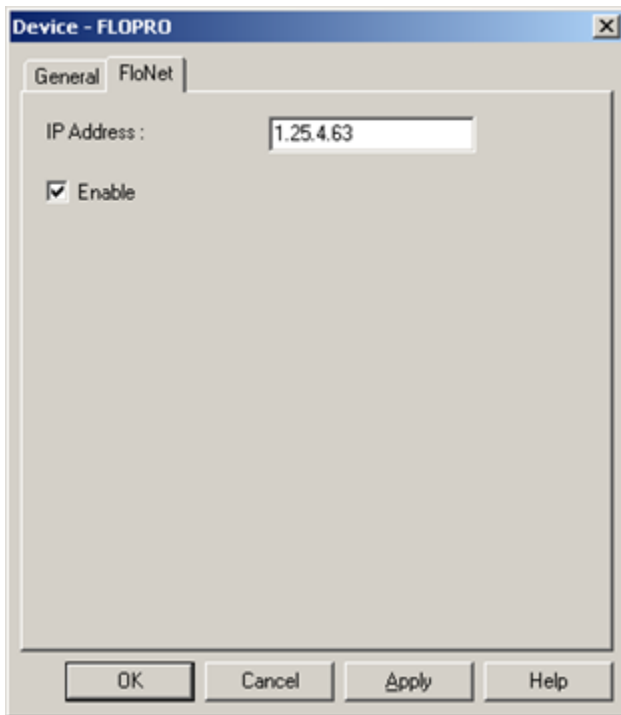 Device - FLOPRO
General FloNet
IP Address : 1.25.4.63
Enable
OK Cancel Apply Help